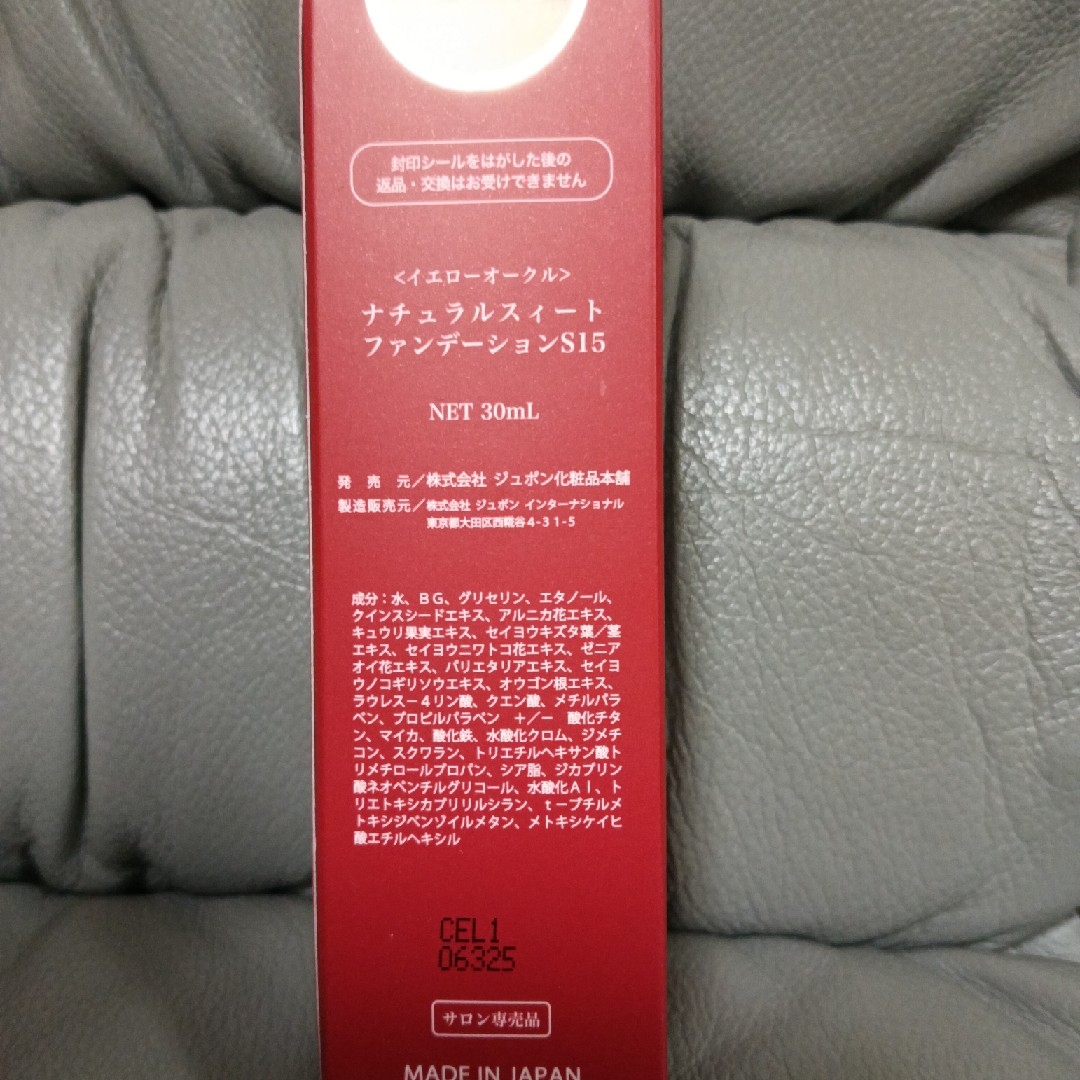 封印シールをはがした後の
返品・交換はお受けできません
<イエローオークル>
ナチュラルスィート
ファンデーションS15
NET 30mL
発　売　元／株式会社 ジュポン化粧品本舗
製造販売元／株式会社 ジュポン インターナショナル
東京都大田区西糀谷4-31-5
成分：水、BG、グリセリン、エタノール、
クインスシードエキス、アルニカ花エキス、
キュウリ果実エキス、セイヨウキズタ葉／茎
エキス、セイヨウニワトコ花エキス、ゼニア
オイ花エキス、パリエタリアエキス、セイヨ
ウノコギリソウエキス、オウゴン根エキス、
ラウレス－4リン酸、クエン酸、メチルパラ
ベン、プロピルパラベン　＋／－　酸化チタ
ン、マイカ、酸化鉄、水酸化クロム、ジメチ
コン、スクワラン、トリエチルヘキサン酸ト
リメチロールプロパン、シア脂、ジカプリン
酸ネオペンチルグリコール、水酸化Al、ト
リエトキシカプリリルシラン、t－ブチルメ
トキシジベンゾイルメタン、メトキシケイヒ
酸エチルヘキシル
CEL1
06325
サロン専売品
MADE IN JAPAN